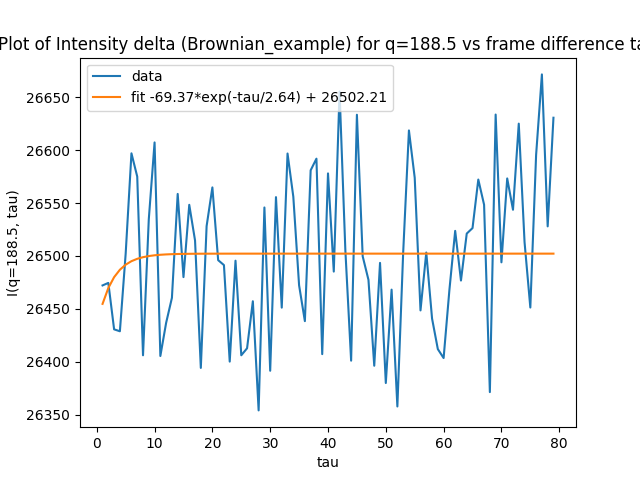 Plot of Intensity delta (Brownian_example) for q=188.5 vs frame difference ta
data
fit -69.37*exp(-tau/2.64) + 26502.21
I(q=188.5, tau)
26650
26600
26550
26500
26450
26400
26350
0 10 20 30 40 50 60 70 80
tau